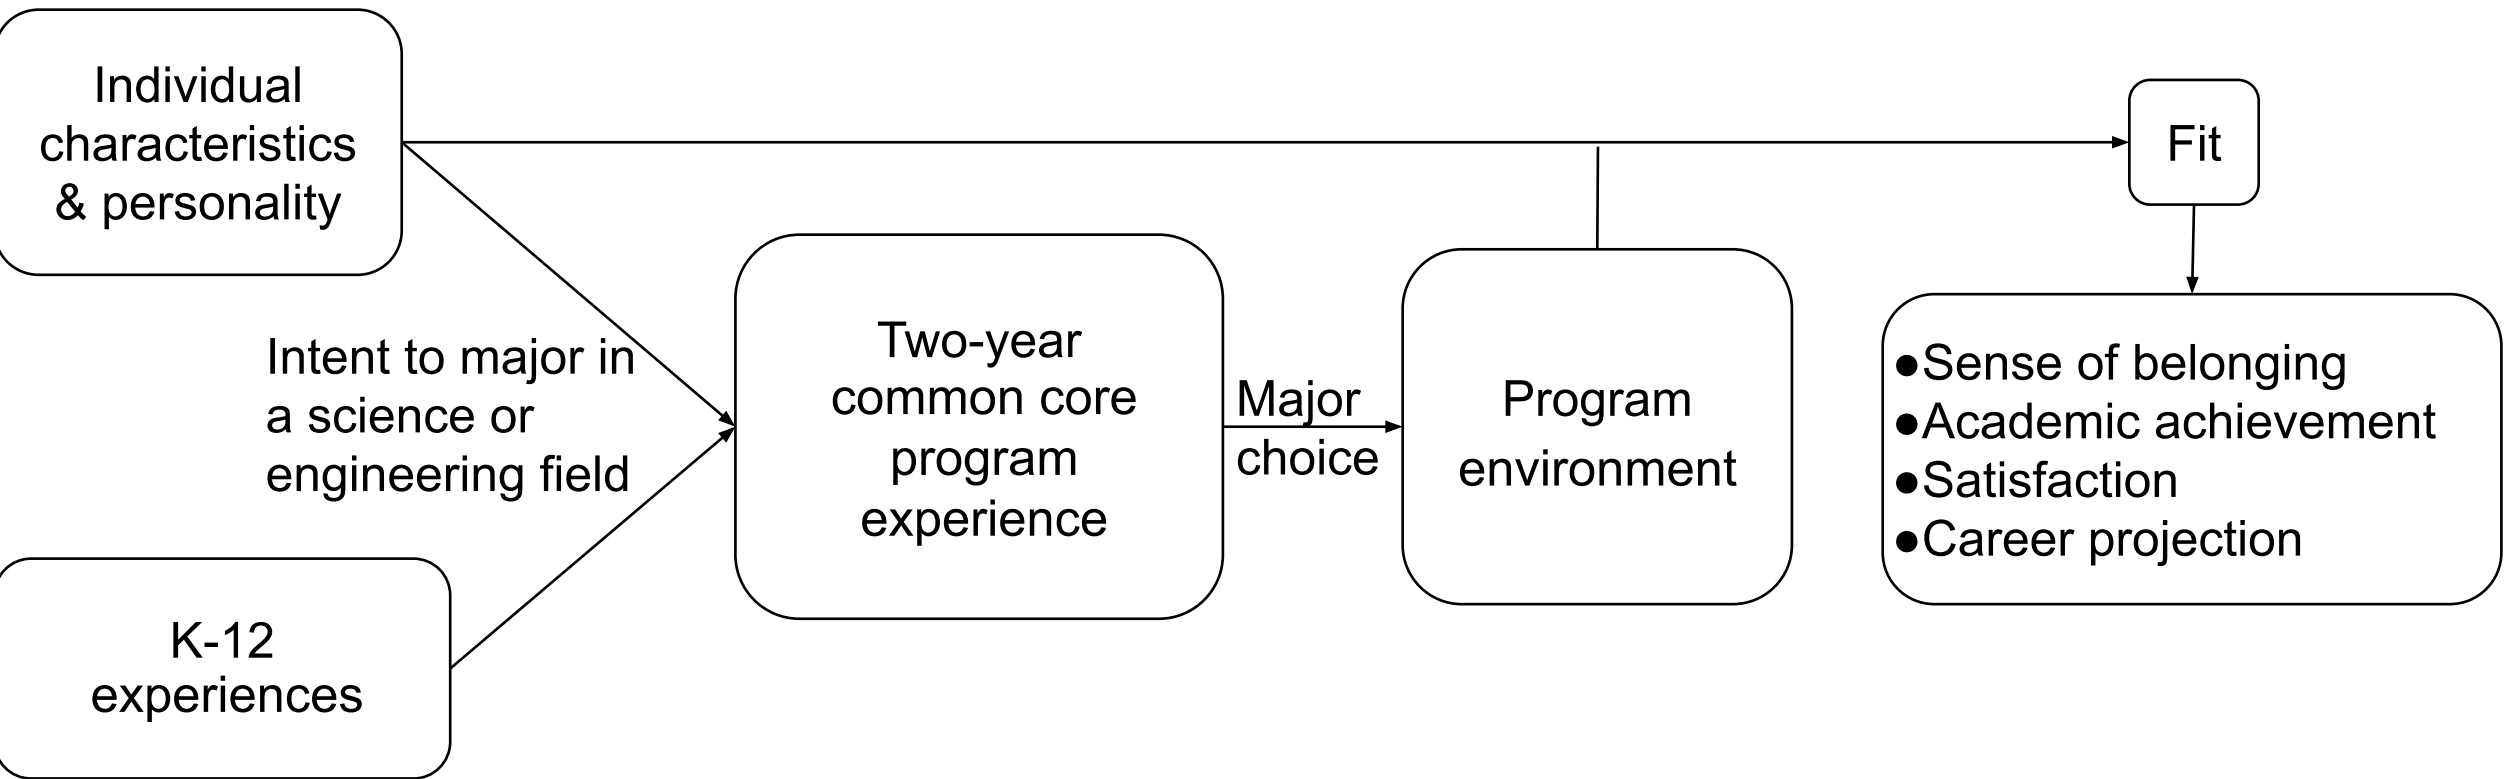 Individual
characteristics
& personality
Intent to major in
a science or
engineering field
K-12
experiences
Two-year
common core
program
experience
Major
choice
Program
environment
Fit
●Sense of belonging
●Academic achievement
●Satisfaction
●Career projection